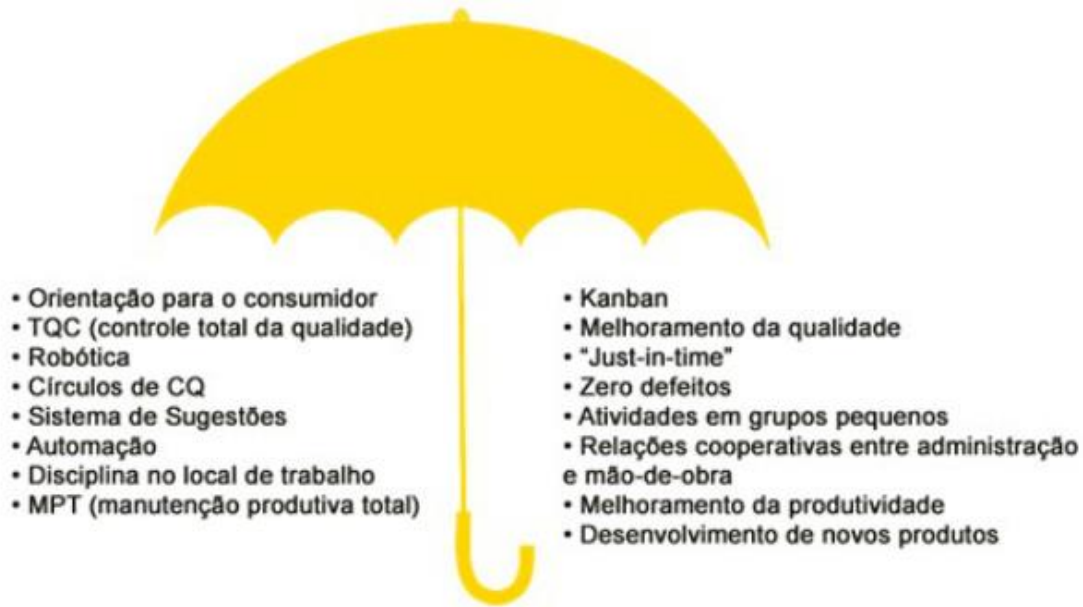 • Orientação para o consumidor
• TQC (controle total da qualidade)
• Robótica
• Círculos de CQ
• Sistema de Sugestões
• Automação
• Disciplina no local de trabalho
• MPT (manutenção produtiva total)
• Kanban
• Melhoramento da qualidade
• “Just-in-time”
• Zero defeitos
• Atividades em grupos pequenos
• Relações cooperativas entre administração
e mão-de-obra
• Melhoramento da produtividade
• Desenvolvimento de novos produtos